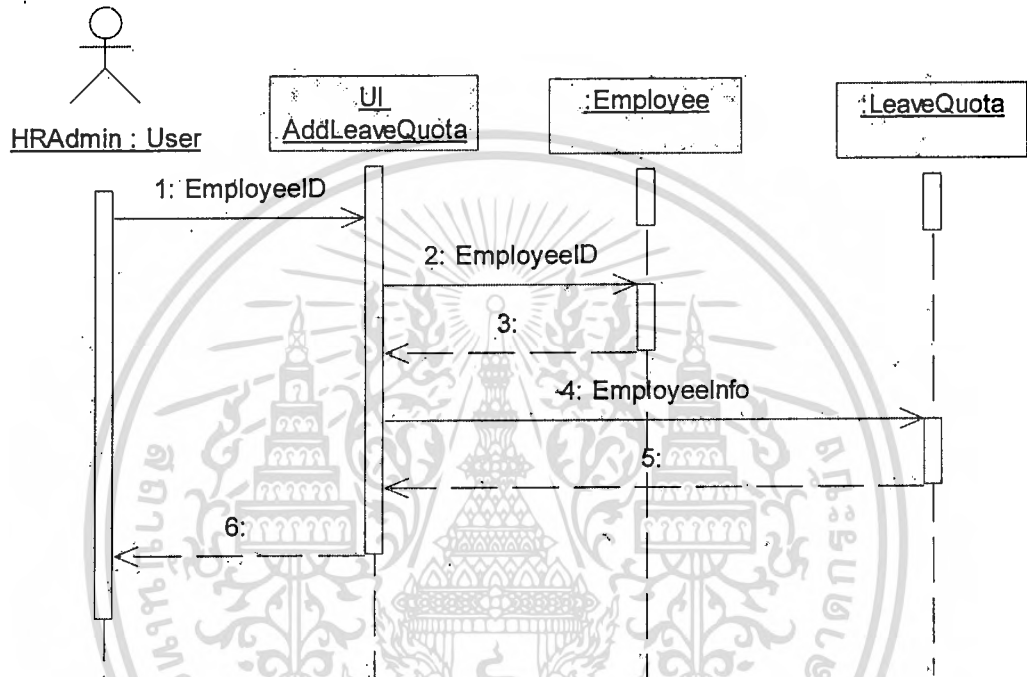 HRAdmin : User
UI
AddLeaveQuota
:Employee
:LeaveQuota
1: EmployeeID
2: EmployeeID
3:
4: EmployeeInfo
5:
6: